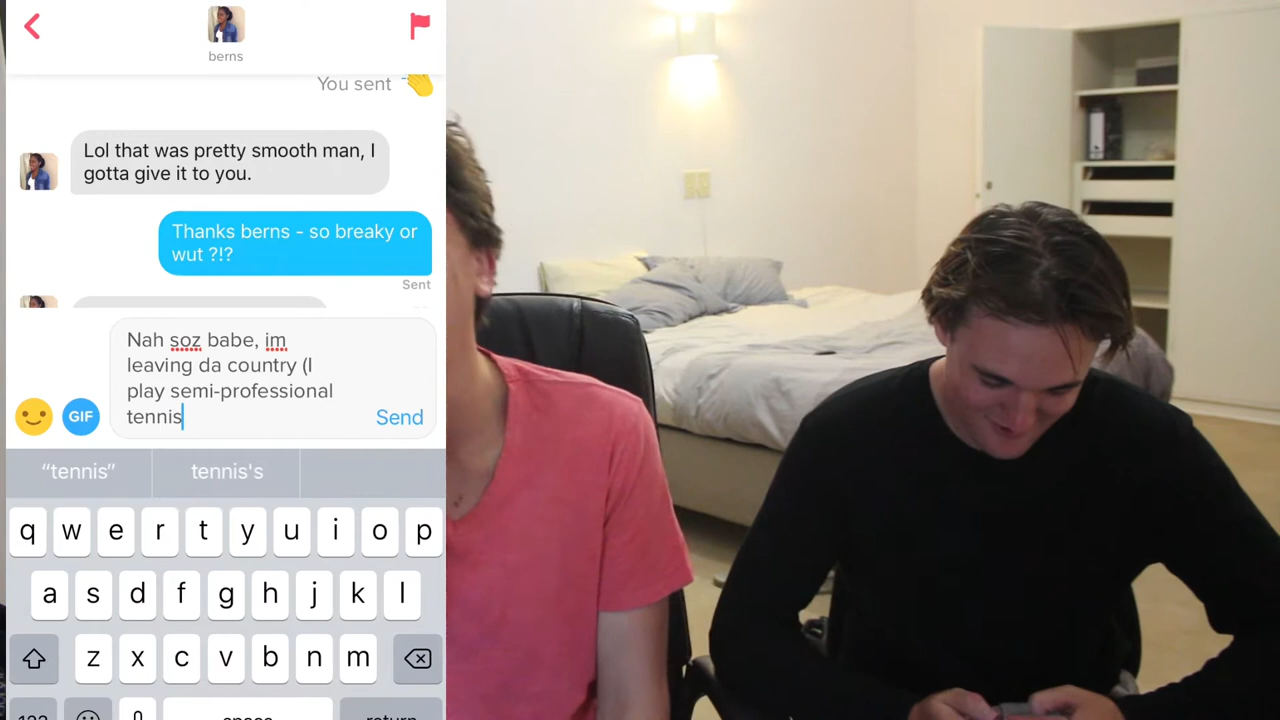 berns
You sent
Lol that was pretty smooth man, I
gotta give it to you.
Thanks berns - so breaky or
wut ?!?
Sent
Nah soz babe, im
leaving da country (I
play semi-professional
tennis
GIF
Send
“tennis”
tennis's
q w e r t y u i o p
a s d f g h j k l
z x c v b n m
123
space
return